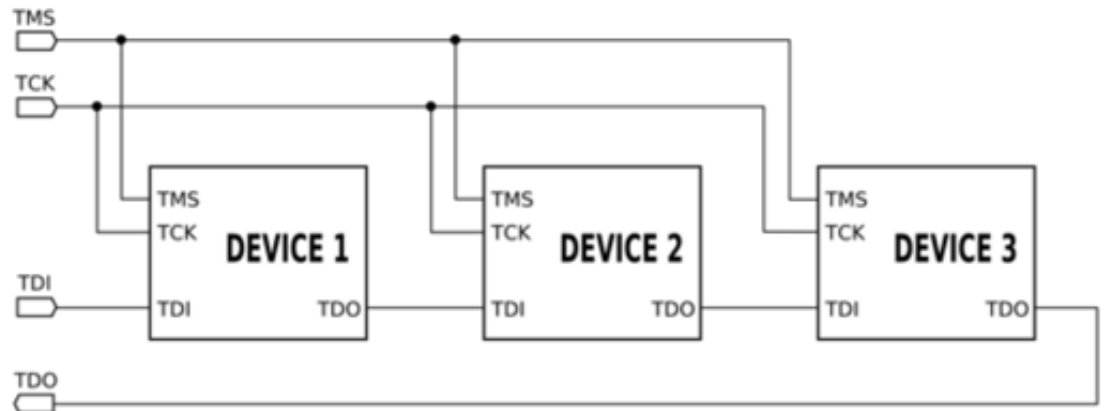 TMS
TCK
TMS
TCK
DEVICE 1
TDI
TDO
TMS
TCK
DEVICE 2
TDI
TDO
TMS
TCK
DEVICE 3
TDI
TDO
TDI
TDO